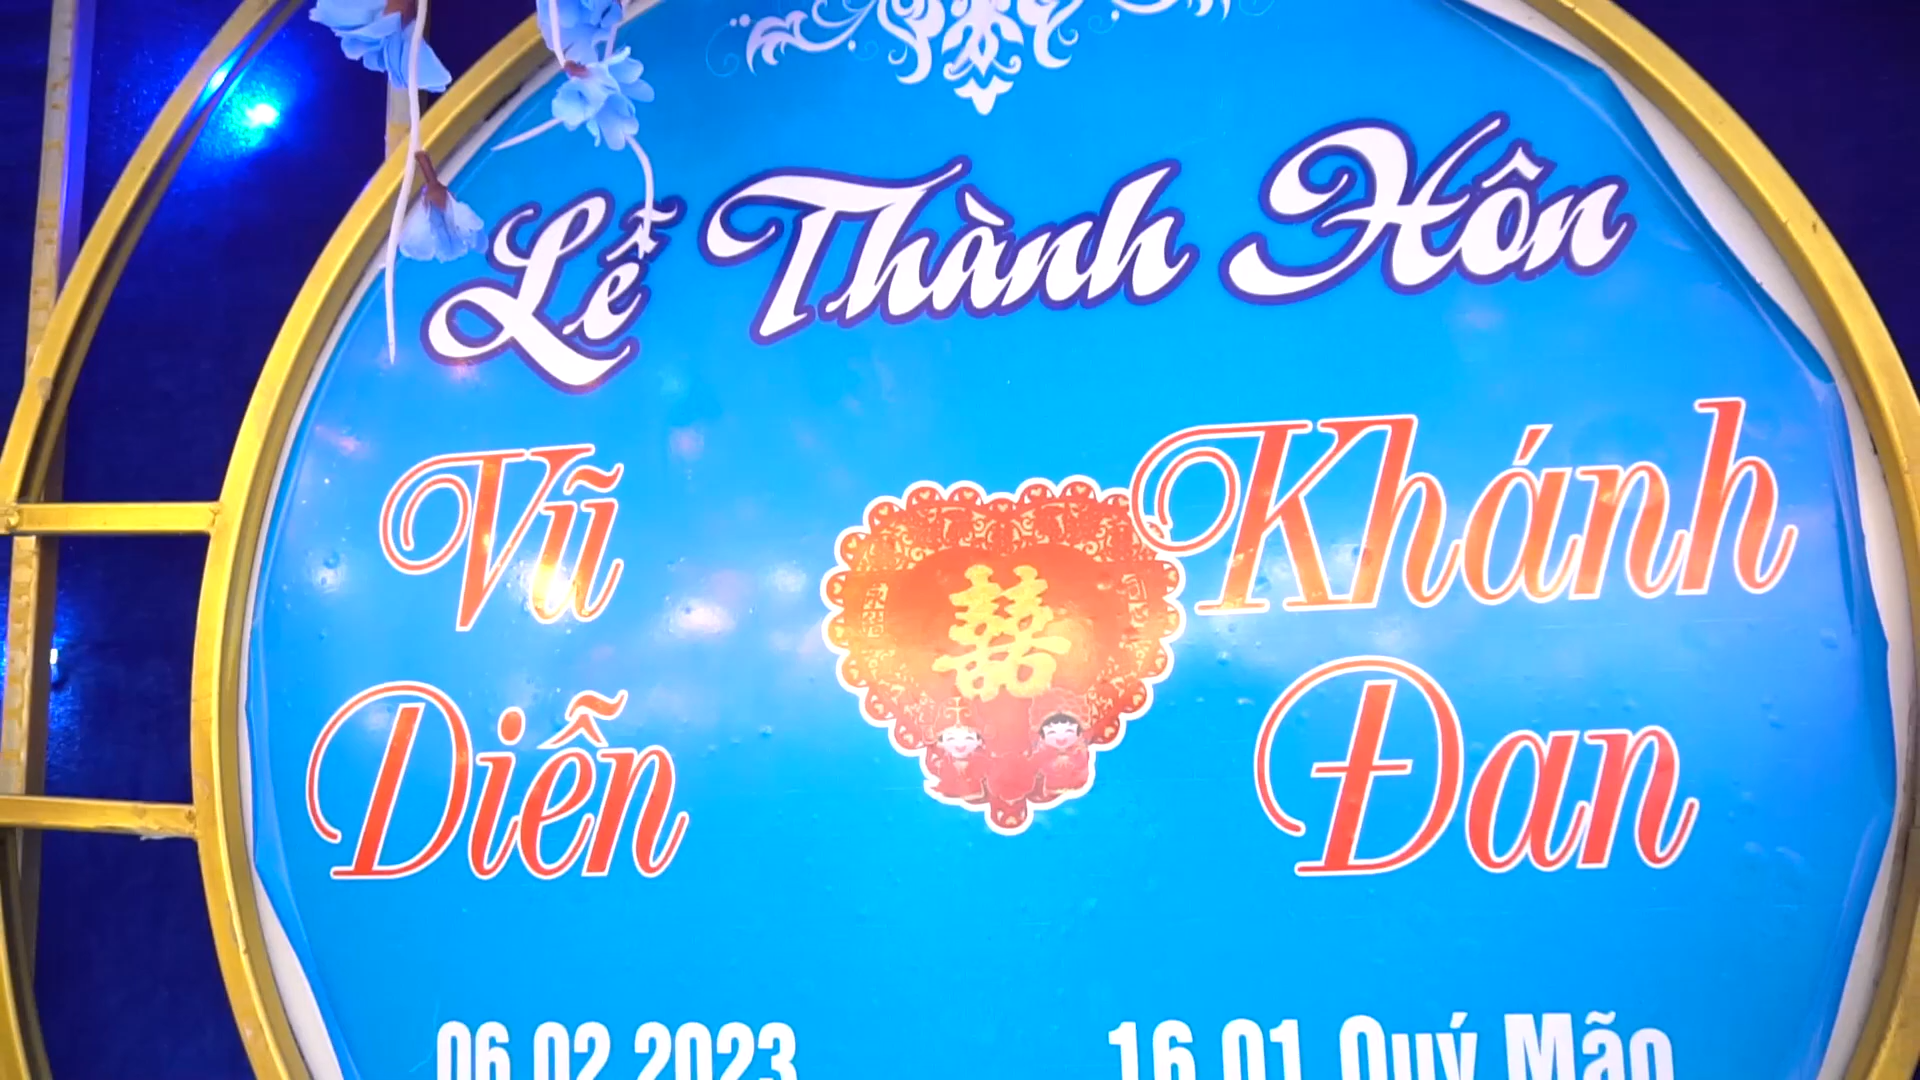 Lễ Thành Hôn
Vũ Khánh
囍
Diễn Đan
06.02.2023 16.01 Quý Mão